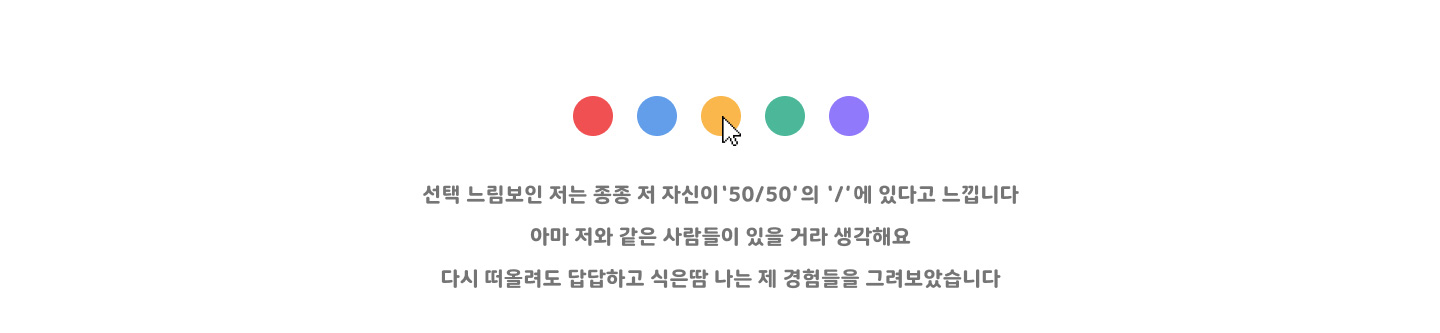 선택 느림보인 저는 종종 저 자신이‘50/50’의 ‘/’에 있다고 느낍니다
아마 저와 같은 사람들이 있을 거라 생각해요
다시 떠올려도 답답하고 식은땀 나는 제 경험들을 그려보았습니다